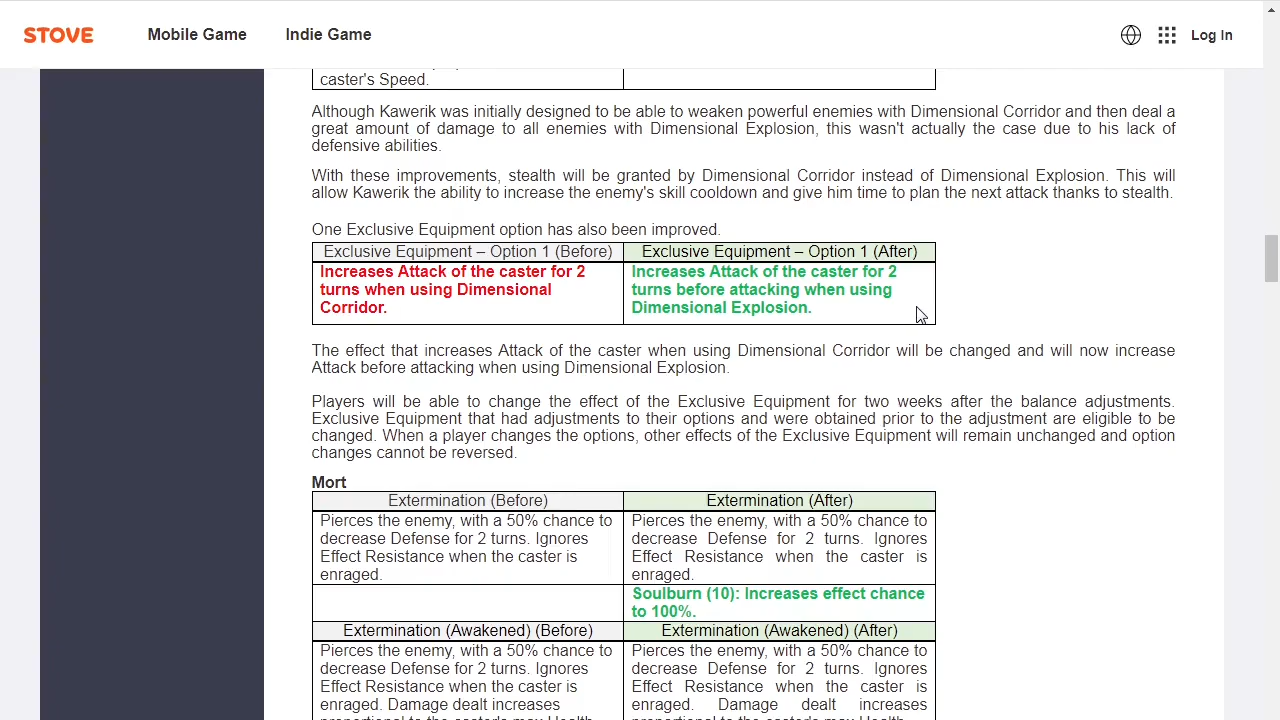 STOVE
Mobile Game
Indie Game
Log In
caster's Speed.
Although Kawerik was initially designed to be able to weaken powerful enemies with Dimensional Corridor and then deal a
great amount of damage to all enemies with Dimensional Explosion, this wasn't actually the case due to his lack of
defensive abilities.
With these improvements, stealth will be granted by Dimensional Corridor instead of Dimensional Explosion. This will
allow Kawerik the ability to increase the enemy's skill cooldown and give him time to plan the next attack thanks to stealth.
One Exclusive Equipment option has also been improved.
Exclusive Equipment – Option 1 (Before)
Exclusive Equipment – Option 1 (After)
Increases Attack of the caster for 2
turns when using Dimensional
Corridor.
Increases Attack of the caster for 2
turns before attacking when using
Dimensional Explosion.
The effect that increases Attack of the caster when using Dimensional Corridor will be changed and will now increase
Attack before attacking when using Dimensional Explosion.
Players will be able to change the effect of the Exclusive Equipment for two weeks after the balance adjustments.
Exclusive Equipment that had adjustments to their options and were obtained prior to the adjustment are eligible to be
changed. When a player changes the options, other effects of the Exclusive Equipment will remain unchanged and option
changes cannot be reversed.
Mort
Extermination (Before)
Extermination (After)
Pierces the enemy, with a 50% chance to
decrease Defense for 2 turns. Ignores
Effect Resistance when the caster is
enraged.
Pierces the enemy, with a 50% chance to
decrease Defense for 2 turns. Ignores
Effect Resistance when the caster is
enraged.
Soulburn (10): Increases effect chance
to 100%.
Extermination (Awakened) (Before)
Extermination (Awakened) (After)
Pierces the enemy, with a 50% chance to
decrease Defense for 2 turns. Ignores
Effect Resistance when the caster is
enraged. Damage dealt increases
proportional to the caster's max Health.
Pierces the enemy, with a 50% chance to
decrease Defense for 2 turns. Ignores
Effect Resistance when the caster is
enraged. Damage dealt increases
proportional to the caster's max Health.